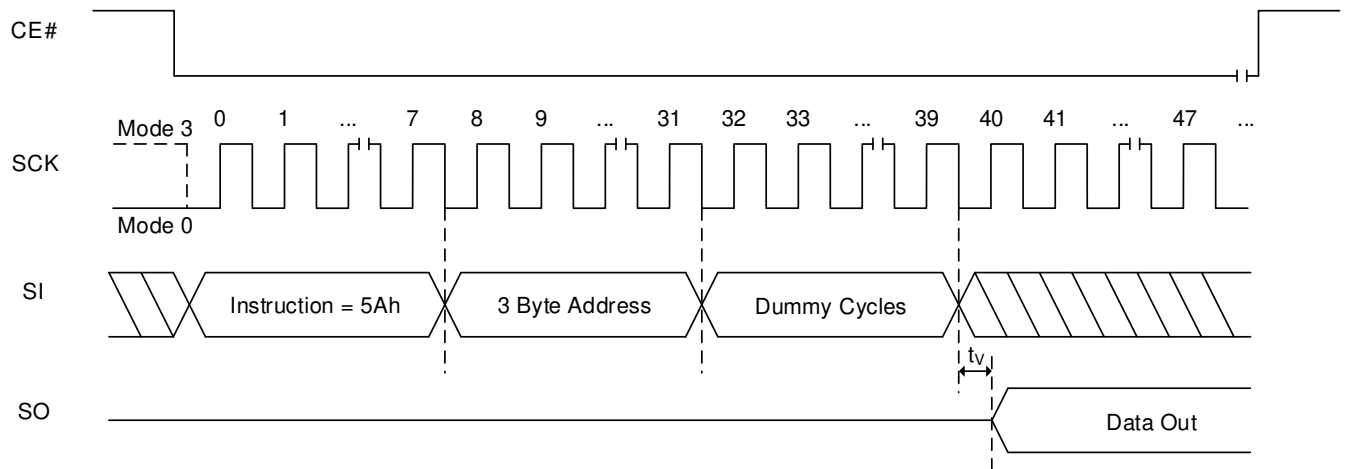 CE#
0 1 ... 7 8 9 ... 31 32 33 ... 39 40 41 ... 47 ...
Mode 3
SCK
Mode 0
SI
Instruction = 5Ah
3 Byte Address
Dummy Cycles
tV
SO
Data Out